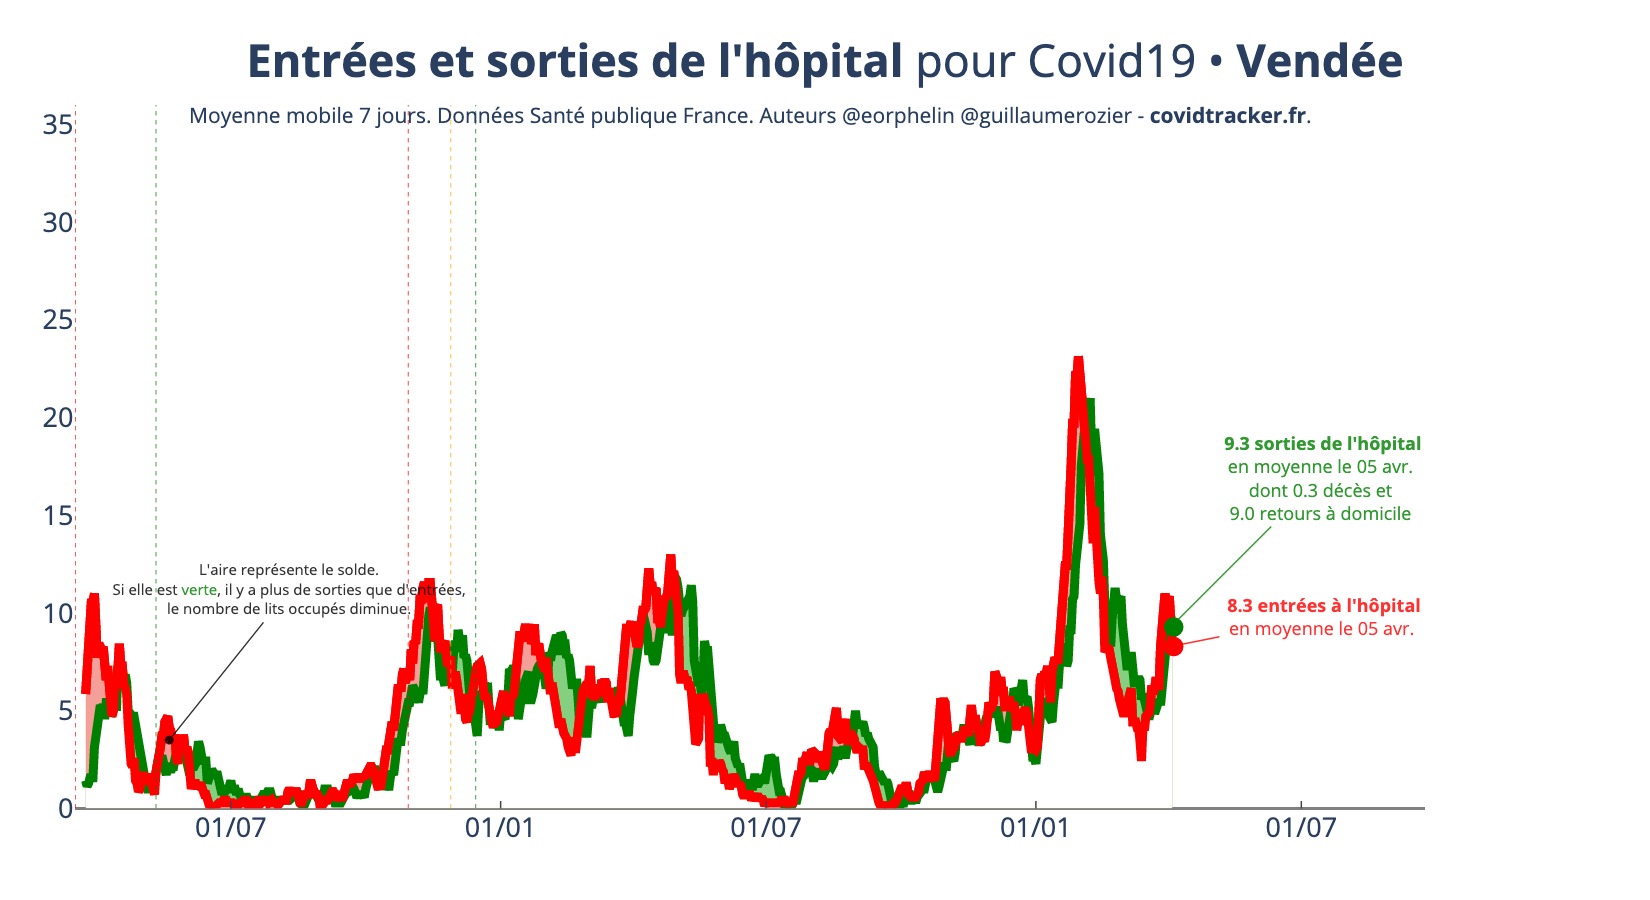 Entrées et sorties de l'hôpital pour Covid19 • Vendée
Moyenne mobile 7 jours. Données Santé publique France. Auteurs @eorphelin @guillaumerozier - covidtracker.fr.
35
30
25
20
15
10
5
0
L'aire représente le solde.
Si elle est verte, il y a plus de sorties que d'entrées,
le nombre de lits occupés diminue.
9.3 sorties de l'hôpital
en moyenne le 05 avr.
dont 0.3 décès et
9.0 retours à domicile
8.3 entrées à l'hôpital
en moyenne le 05 avr.
01/07
01/01
01/07
01/01
01/07